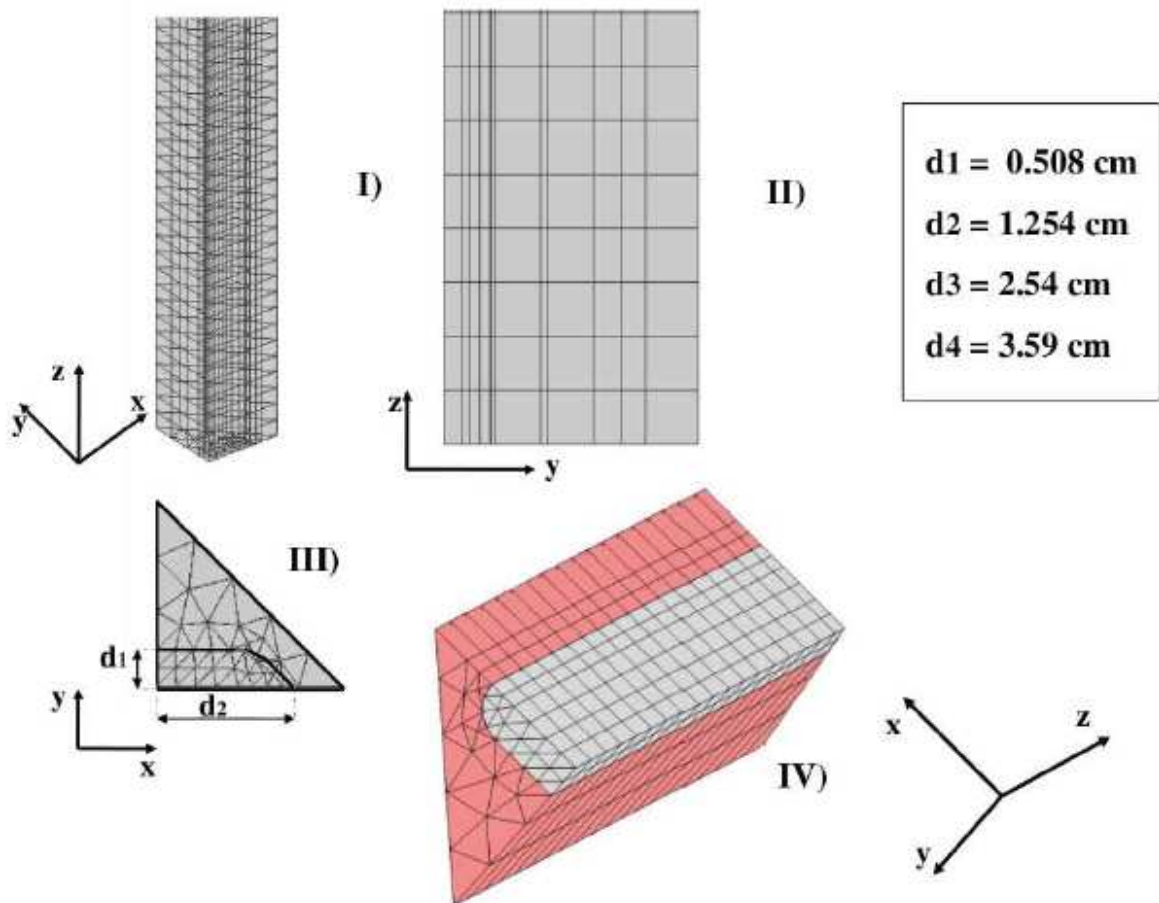 I)
II)
d1 = 0.508 cm
d2 = 1.254 cm
d3 = 2.54 cm
d4 = 3.59 cm
z
x
y
z
y
III)
d1
d2
y
x
IV)
x
z
y